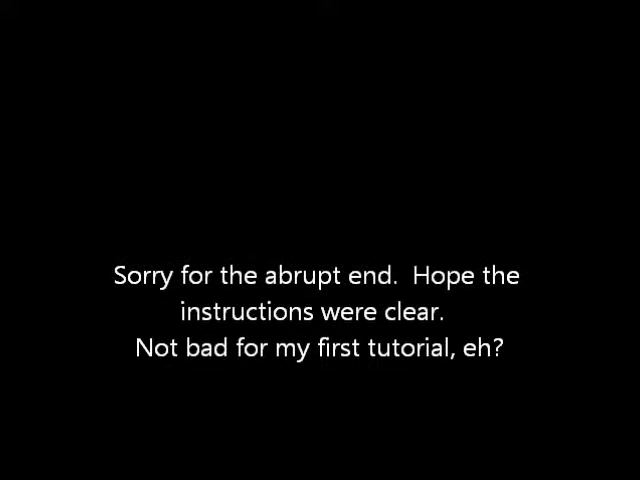 Sorry for the abrupt end.  Hope the
instructions were clear.
Not bad for my first tutorial, eh?